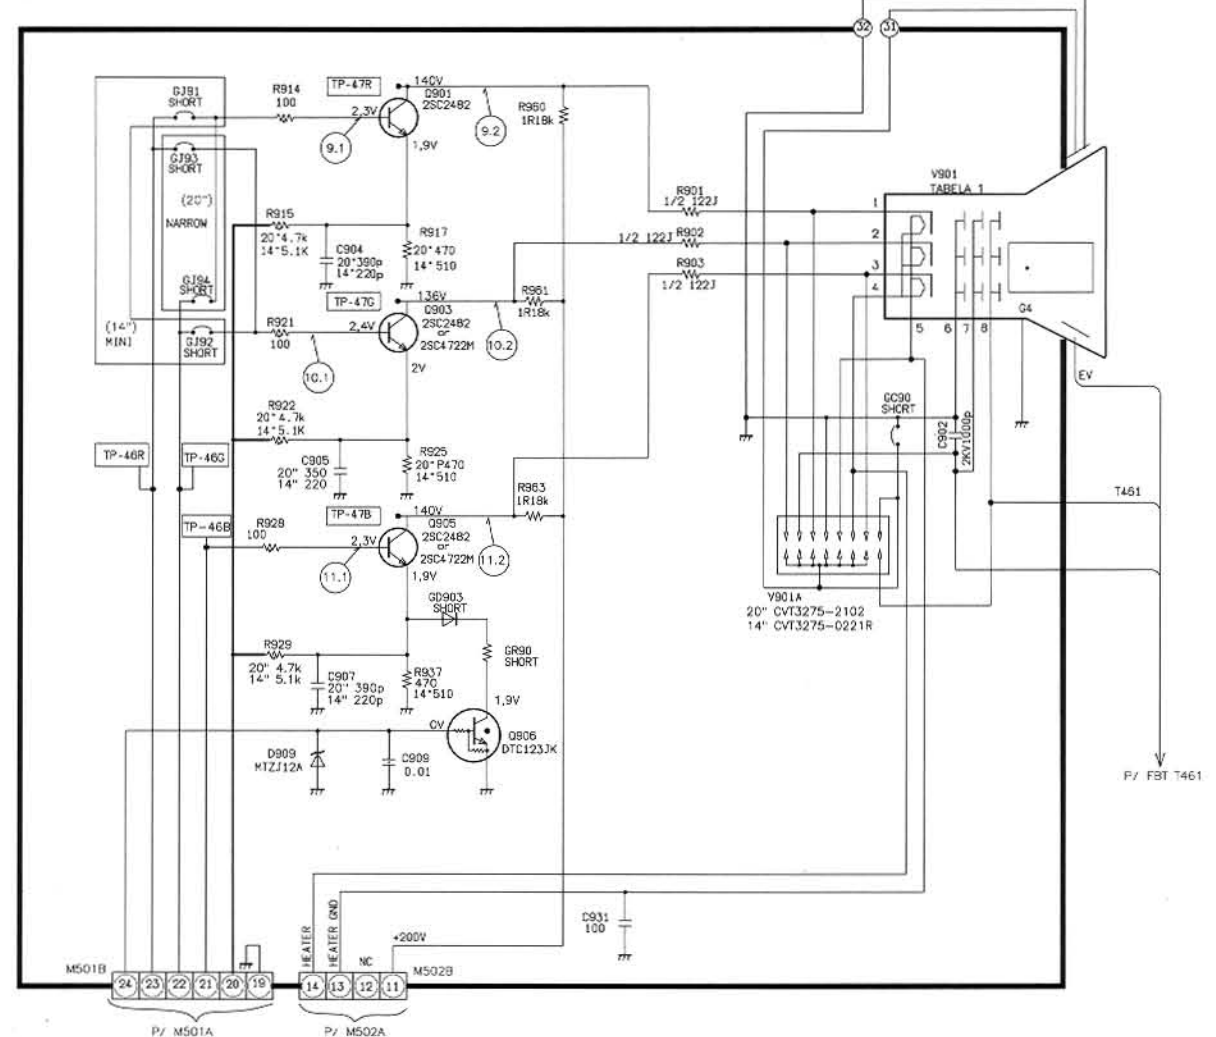 32 31
GJ91
SHORT
R914
100
TP-47R
140V
Q901
2SC2482
2,3V
9.1
1,9V
9.2
R960
1R18k
GJ93
SHORT
(20")
NARROW
R915
20"4.7k
14"5.1K
C904
20"390p
14"220p
R917
20"470
14"510
R901
1/2 122J
1/2 122J R902
R903
1/2 122J
V901
TABELA 1
1
2
3
4
5 6 7 8
G4
EV
GJ94
SHORT
(14")
MINI
GJ92
SHORT
R921
100
TP-47G
136V
Q903
2SC2482
or
2SC4722M
2,4V
10.1
2V
10.2
R961
1R18k
R922
20"4.7k
14"5.1K
TP-46R
TP-46G
C905
20" 350
14" 220
R925
20"P470
14"510
R963
1R18k
GC90
SHORT
C902
2KV1000p
T461
TP-46B
R928
100
TP-47B
140V
Q905
2SC2482
or
2SC4722M
2,3V
11.1
1,9V
11.2
GD903
SHORT
GR90
SHORT
V901A
20" CVT3275-2102
14" CVT3275-0221R
R929
20" 4.7k
14" 5.1k
C907
20" 390p
14" 220p
R937
470
14"510
1,9V
0V
Q906
DTC123JK
D909
MTZJ12A
C909
0.01
P/ FBT T461
C931
100
HEATER
HEATER GND
NC
+200V
M501B
24 23 22 21 20 19
14 13 12 11
M502B
P/ M501A
P/ M502A